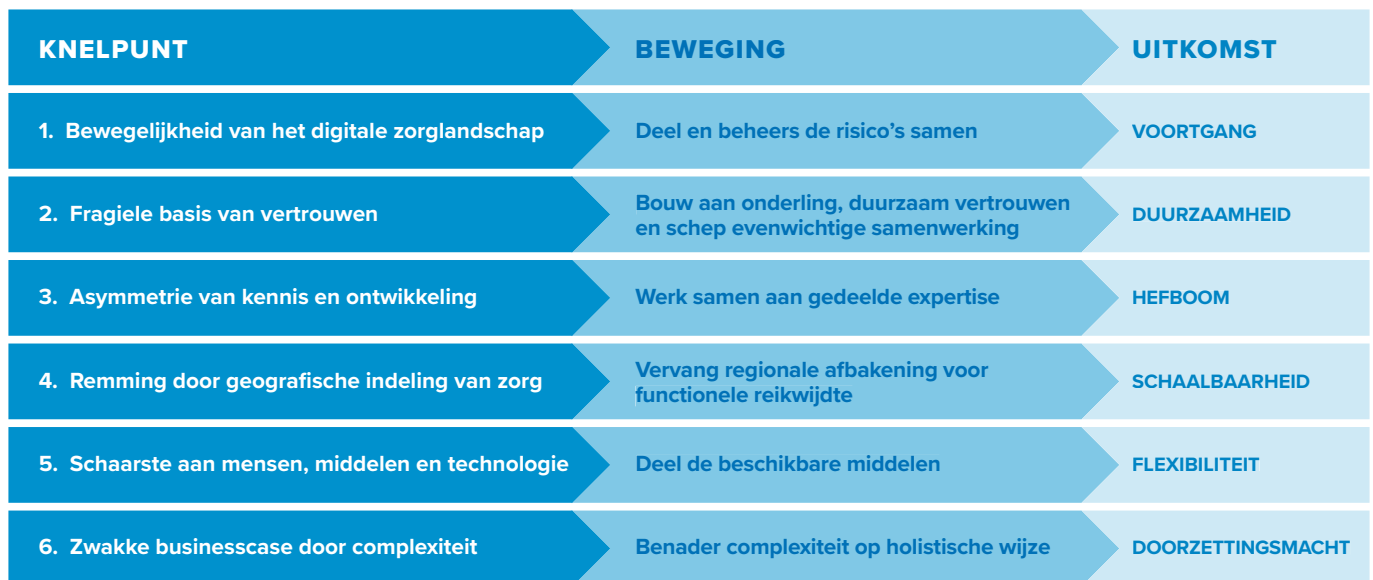 KNELPUNT
BEWEGING
UITKOMST
1. Bewegelijkheid van het digitale zorglandschap
Deel en beheers de risico's samen
VOORTGANG
2. Fragiele basis van vertrouwen
Bouw aan onderling, duurzaam vertrouwen
en schep evenwichtige samenwerking
DUURZAAMHEID
3. Asymmetrie van kennis en ontwikkeling
Werk samen aan gedeelde expertise
HEFBOOM
4. Remming door geografische indeling van zorg
Vervang regionale afbakening voor
functionele reikwijdte
SCHAALBAARHEID
5. Schaarste aan mensen, middelen en technologie
Deel de beschikbare middelen
FLEXIBILITEIT
6. Zwakke businesscase door complexiteit
Benader complexiteit op holistische wijze
DOORZETTINGSMACHT